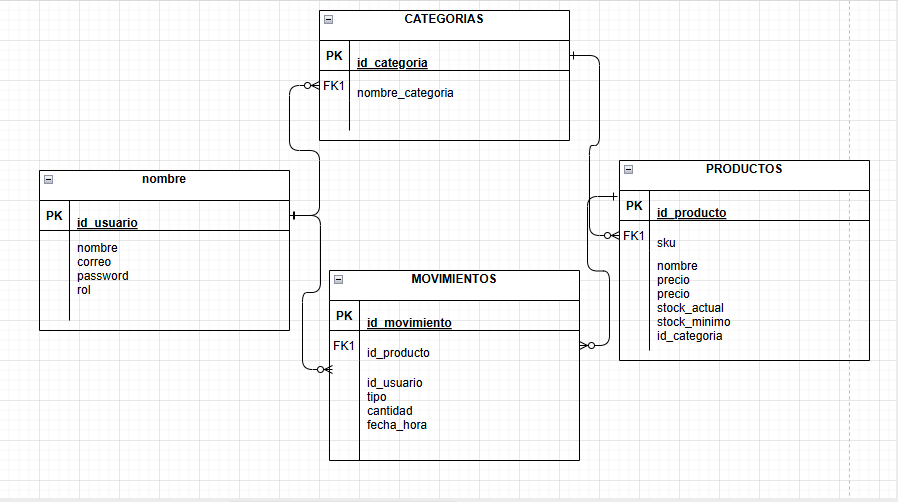 CATEGORIAS
PK id_categoria
FK1 nombre_categoria
nombre
PK id_usuario
nombre
correo
password
rol
PRODUCTOS
PK id_producto
FK1 sku
nombre
precio
precio
stock_actual
stock_minimo
id_categoria
MOVIMIENTOS
PK id_movimiento
FK1 id_producto
id_usuario
tipo
cantidad
fecha_hora